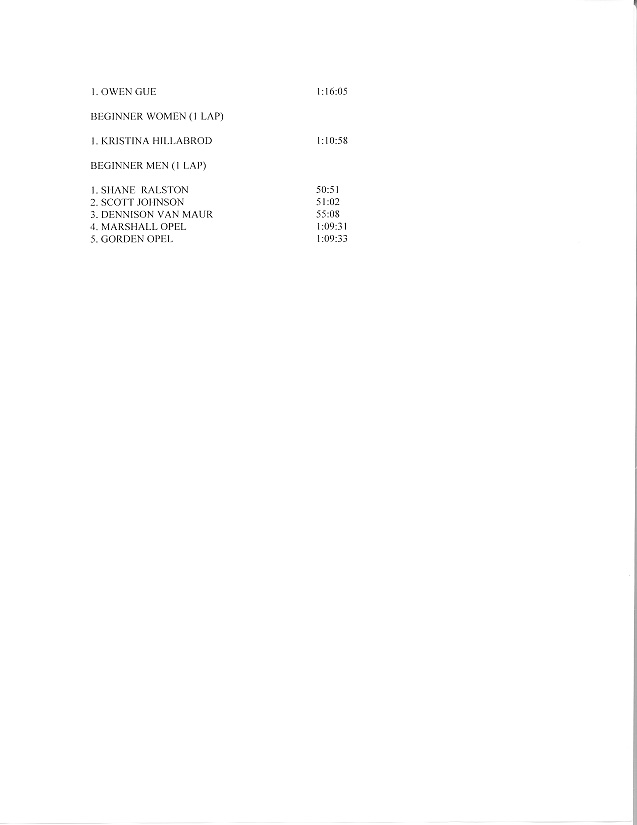 1. OWEN GUE 1:16:05
BEGINNER WOMEN (1 LAP)
1. KRISTINA HILLABROD 1:10:58
BEGINNER MEN (1 LAP)
1. SHANE RALSTON 50:51
2. SCOTT JOHNSON 51:02
3. DENNISON VAN MAUR 55:08
4. MARSHALL OPEL 1:09:31
5. GORDEN OPEL 1:09:33